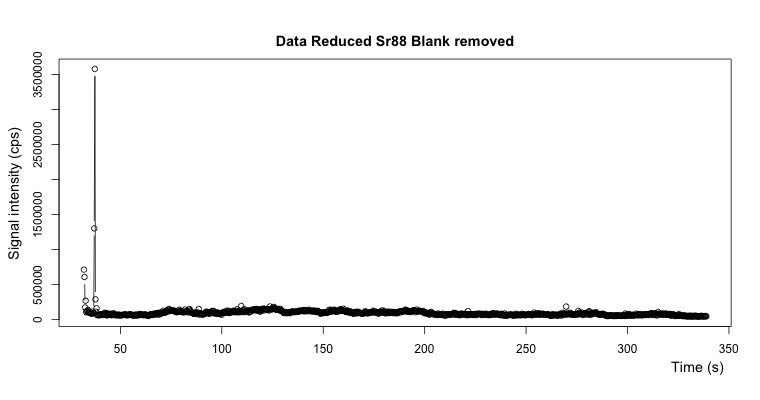 Data Reduced Sr88 Blank removed
Signal intensity (cps)
3500000
2500000
1500000
500000
0
50 100 150 200 250 300 350
Time (s)